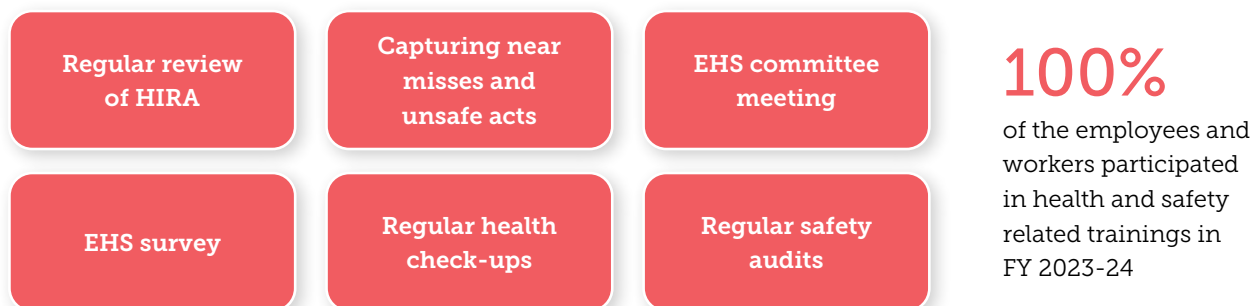 Regular review
of HIRA
Capturing near
misses and
unsafe acts
EHS committee
meeting
EHS survey
Regular health
check-ups
Regular safety
audits
100%
of the employees and
workers participated
in health and safety
related trainings in
FY 2023-24